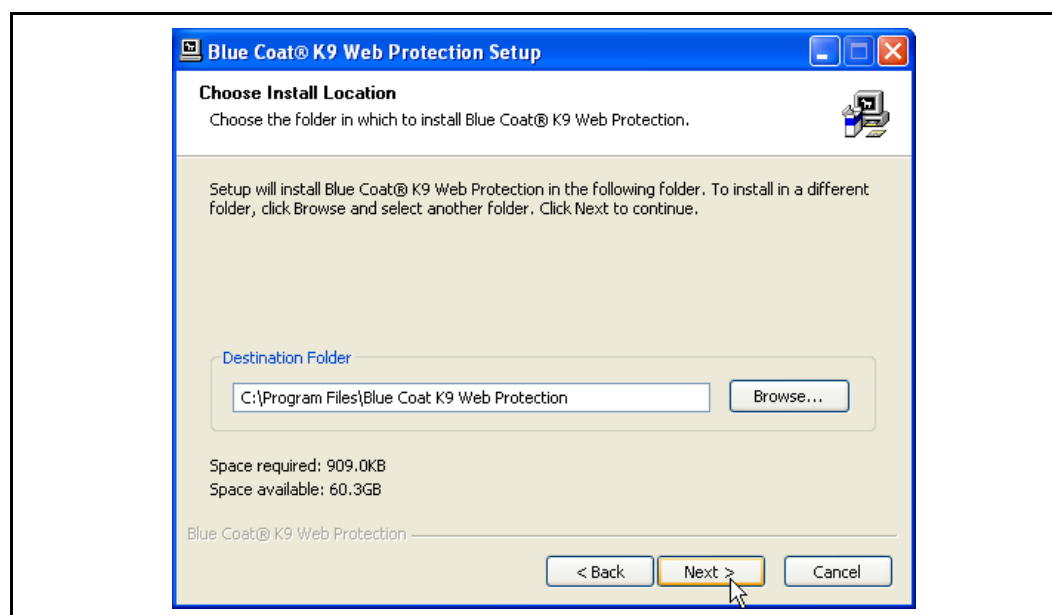 Blue Coat® K9 Web Protection Setup
Choose Install Location
Choose the folder in which to install Blue Coat® K9 Web Protection.
Setup will install Blue Coat® K9 Web Protection in the following folder. To install in a different
folder, click Browse and select another folder. Click Next to continue.
Destination Folder
C:\Program Files\Blue Coat K9 Web Protection
Browse...
Space required: 909.0KB
Space available: 60.3GB
Blue Coat® K9 Web Protection
< Back Next > Cancel